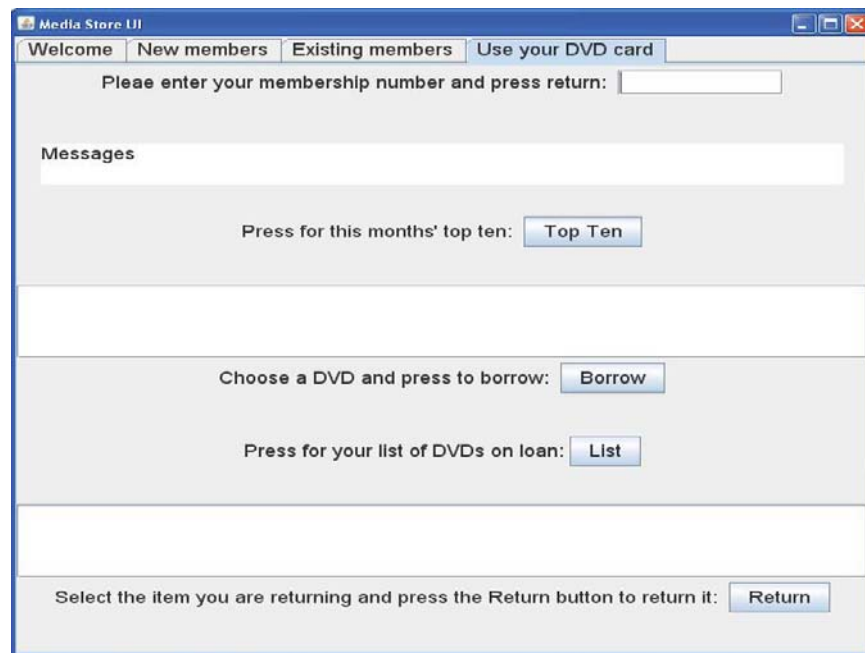 Media Store UI
Welcome New members Existing members Use your DVD card
Pleae enter your membership number and press return:
Messages
Press for this months' top ten: Top Ten
Choose a DVD and press to borrow: Borrow
Press for your list of DVDs on loan: List
Select the item you are returning and press the Return button to return it: Return